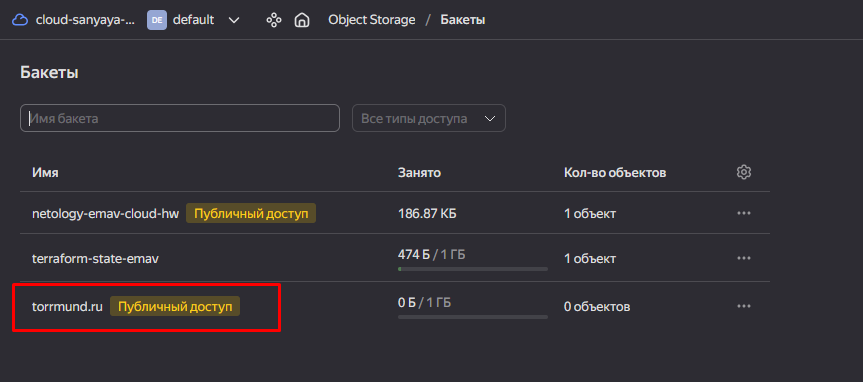 cloud-sanyaya-... DE default Object Storage / Бакеты
Бакеты
Имя бакета Все типы доступа
Имя Занято Кол-во объектов
netology-emav-cloud-hw Публичный доступ 186.87 КБ 1 объект
terraform-state-emav 474 Б / 1 ГБ 1 объект
torrmund.ru Публичный доступ 0 Б / 1 ГБ 0 объектов